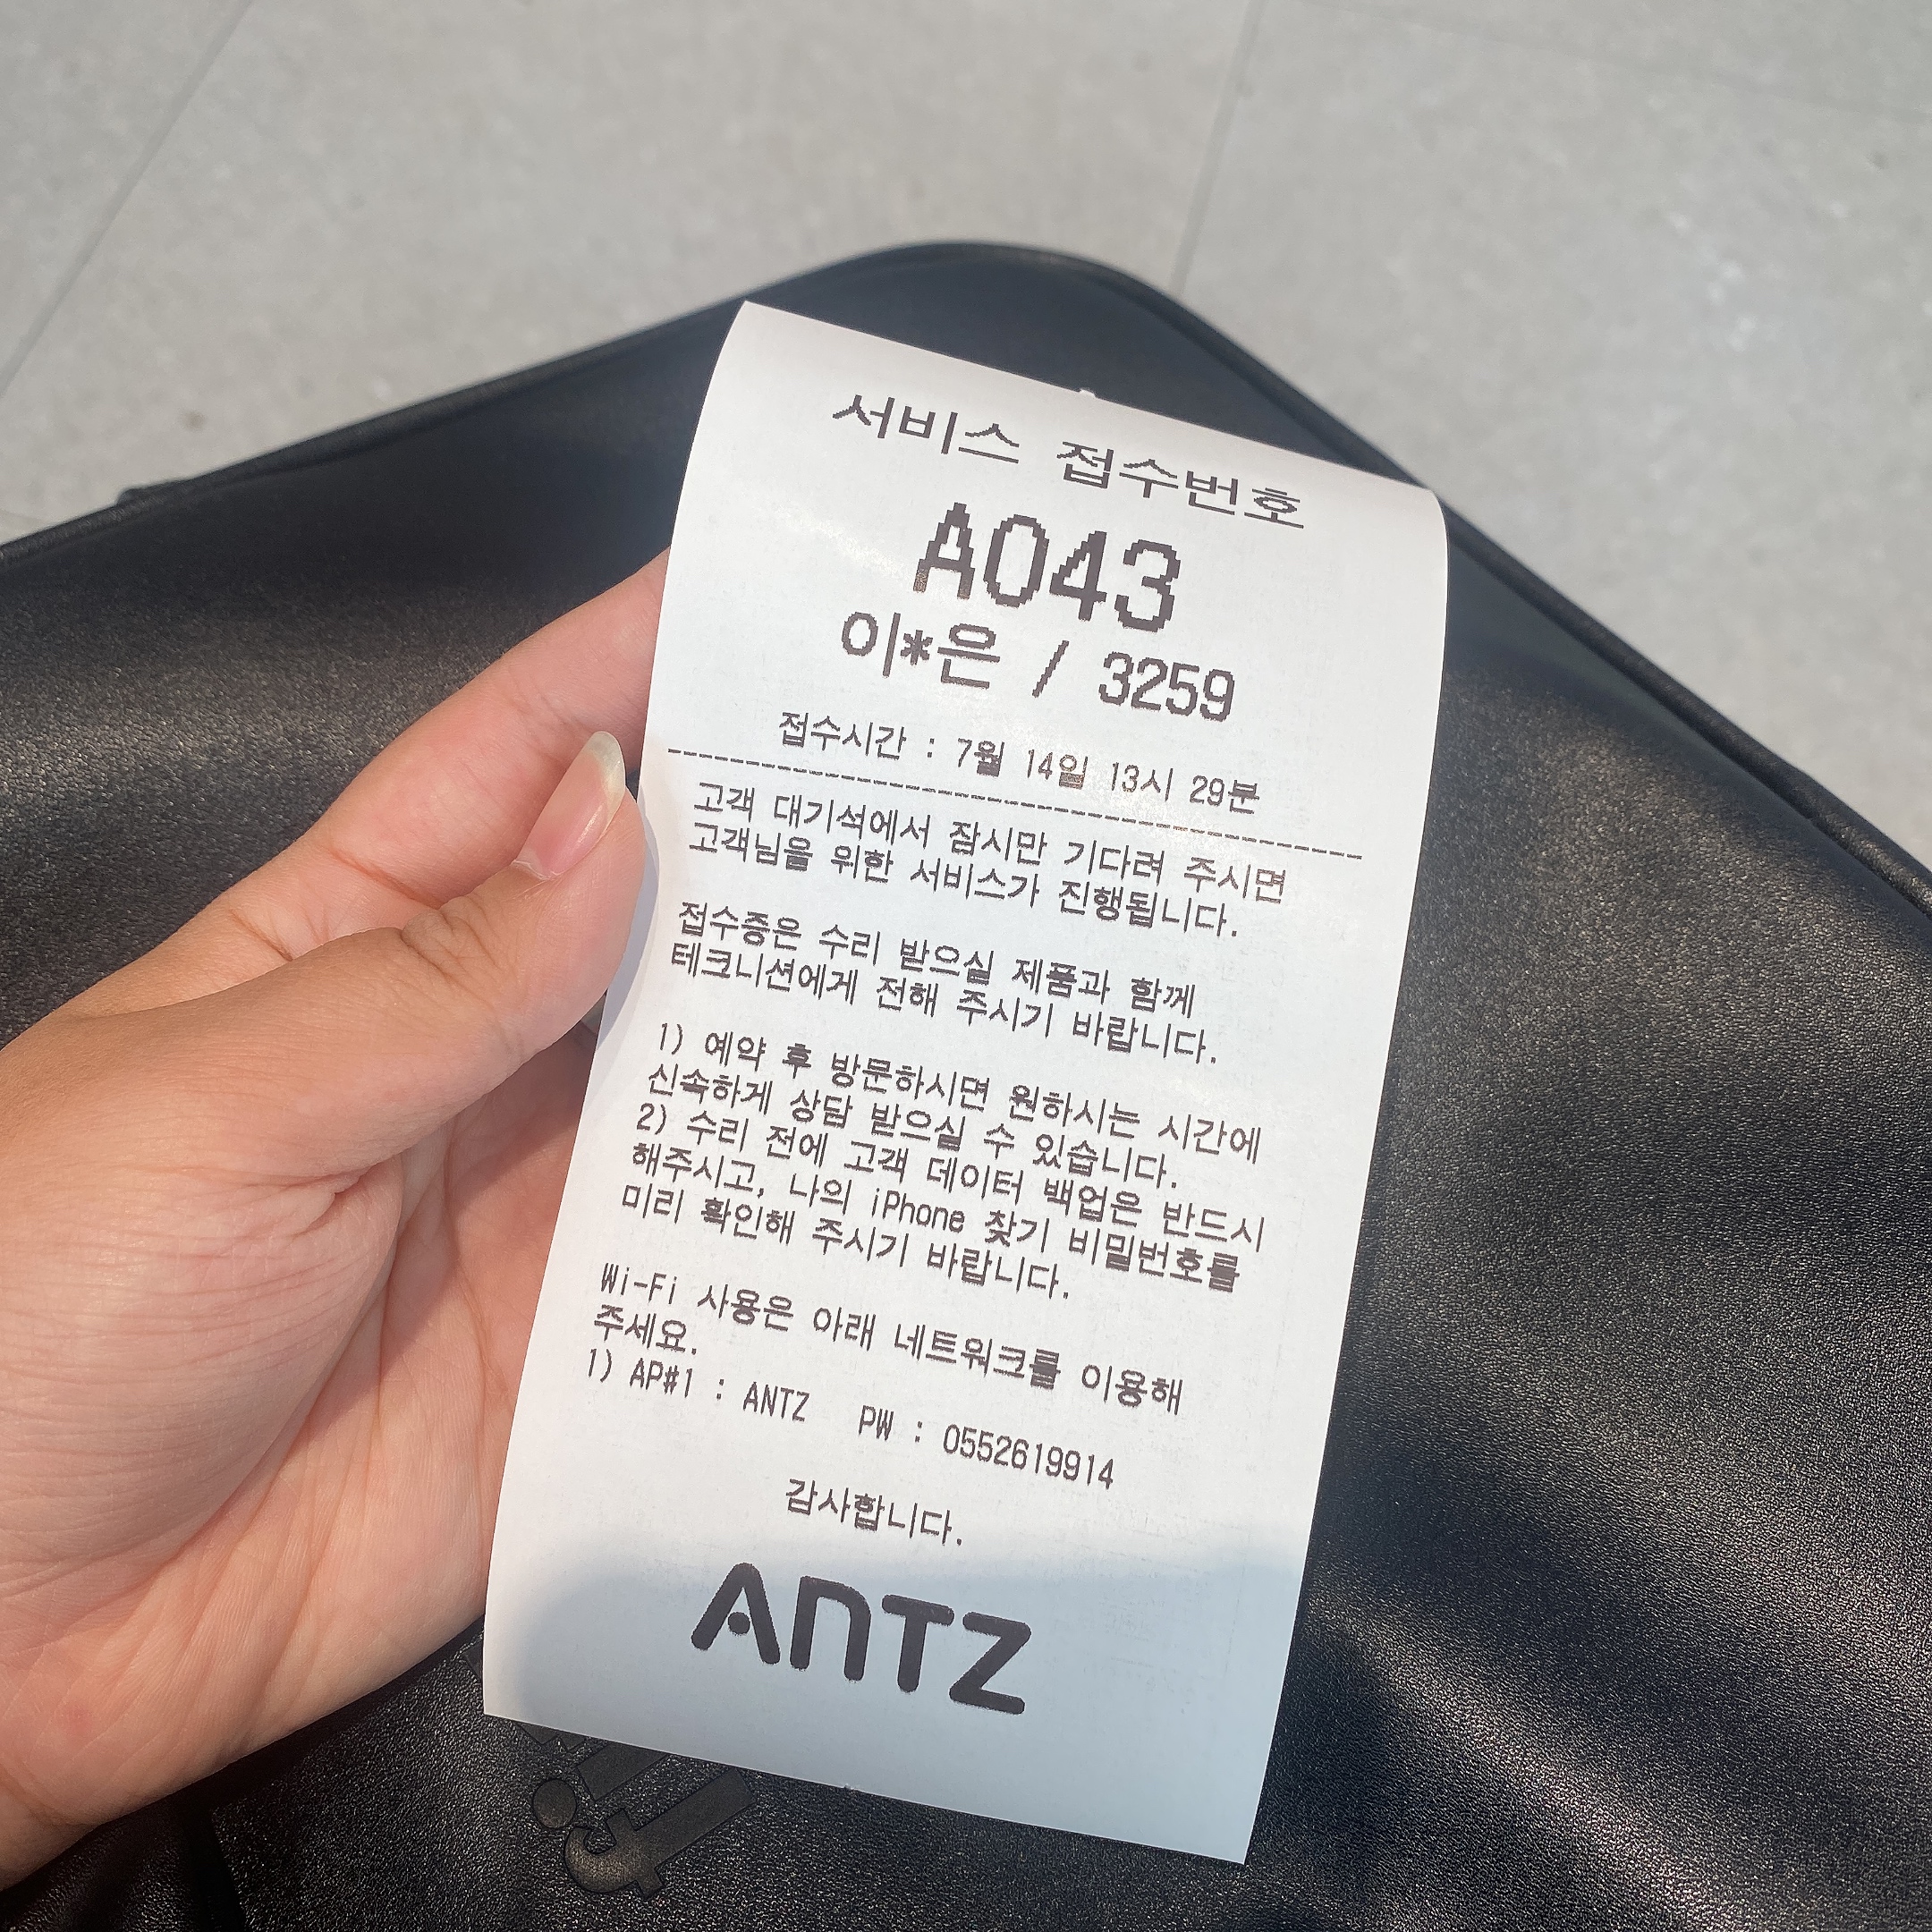 서비스 접수번호
A043
이*은 / 3259
접수시간 : 7월 14일 13시 29분
고객 대기석에서 잠시만 기다려 주시면
고객님을 위한 서비스가 진행됩니다.
접수증은 수리 받으실 제품과 함께
테크니션에게 전해 주시기 바랍니다.
1) 예약 후 방문하시면 원하시는 시간에
신속하게 상담 받으실 수 있습니다.
2) 수리 전에 고객 데이터 백업은 반드시
해주시고, 나의 iPhone 찾기 비밀번호를
미리 확인해 주시기 바랍니다.
Wi-Fi 사용은 아래 네트워크를 이용해
주세요.
1) AP#1 : ANTZ PW : 0552619914
감사합니다.
ANTZ